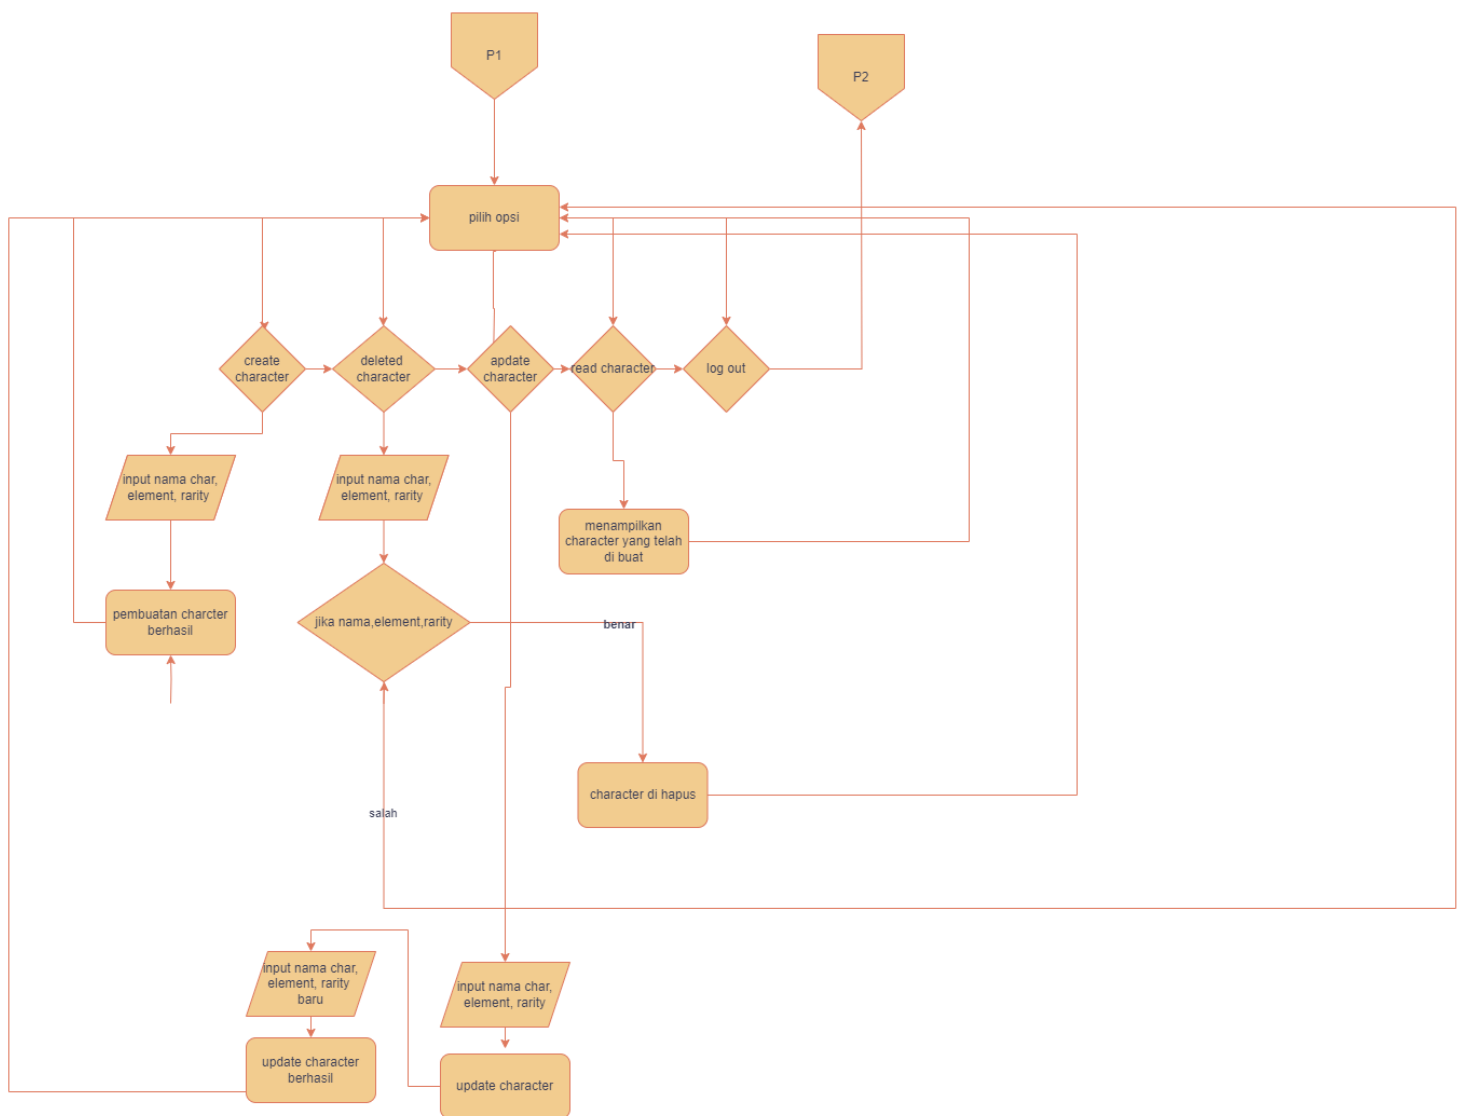 P1
P2
pilih opsi
create
character
deleted
character
apdate
character
read character
log out
input nama char,
element, rarity
input nama char,
element, rarity
menampilkan
character yang telah
di buat
pembuatan charcter
berhasil
jika nama,element,rarity
benar
character di hapus
salah
input nama char,
element, rarity
baru
input nama char,
element, rarity
update character
berhasil
update character